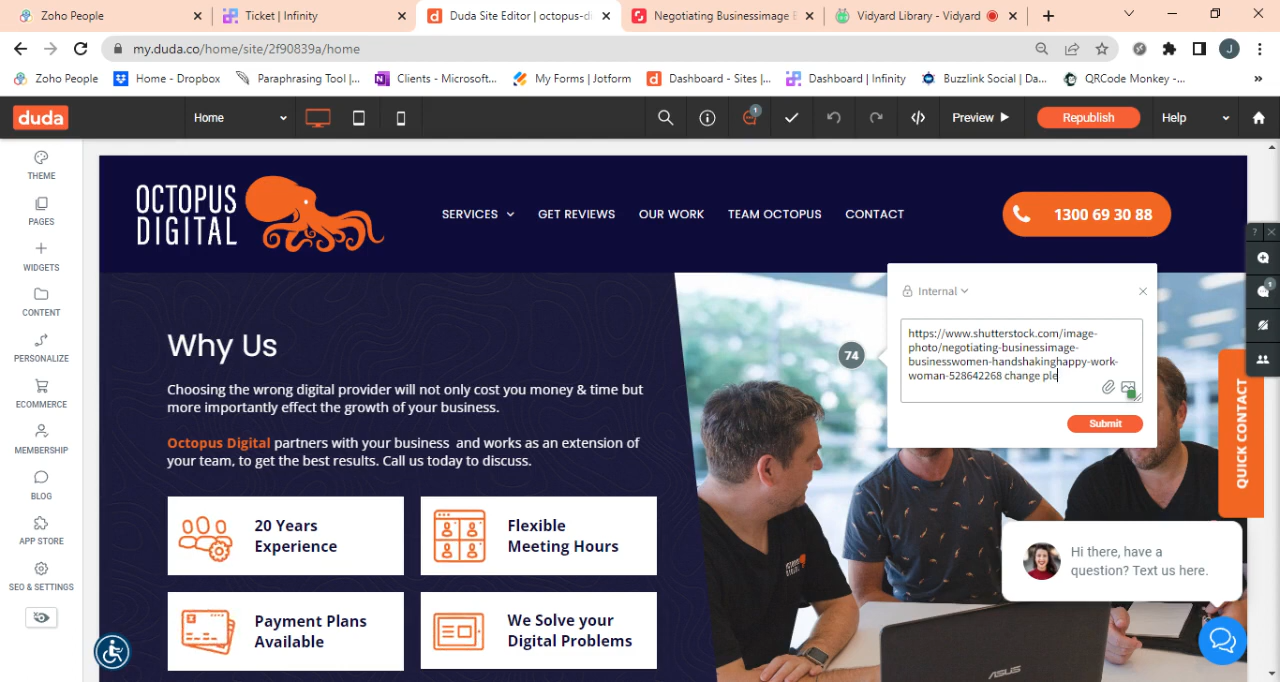 Zoho People
Ticket | Infinity
Duda Site Editor | octopus-di
Negotiating Businessimage B
Vidyard Library - Vidyard
my.duda.co/home/site/2f90839a/home
J
Zoho People
Home - Dropbox
Paraphrasing Tool |...
Clients - Microsoft...
My Forms | Jotform
Dashboard - Sites |...
Dashboard | Infinity
Buzzlink Social | Da...
QRCode Monkey -...
duda
Home
1
Preview
Republish
Help
THEME
PAGES
WIDGETS
CONTENT
PERSONALIZE
ECOMMERCE
MEMBERSHIP
BLOG
APP STORE
SEO & SETTINGS
OCTOPUS
DIGITAL
SERVICES
GET REVIEWS
OUR WORK
TEAM OCTOPUS
CONTACT
1300 69 30 88
?
1
Why Us
Choosing the wrong digital provider will not only cost you money & time but
more importantly effect the growth of your business.
Octopus Digital partners with your business and works as an extension of
your team, to get the best results. Call us today to discuss.
20 Years
Experience
Flexible
Meeting Hours
Payment Plans
Available
We Solve your
Digital Problems
74
Internal
https://www.shutterstock.com/image-
photo/negotiating-businessimage-
businesswomen-handshakinghappy-work-
woman-528642268 change ple
Submit
QUICK CONTACT
Hi there, have a
question? Text us here.
ASUS